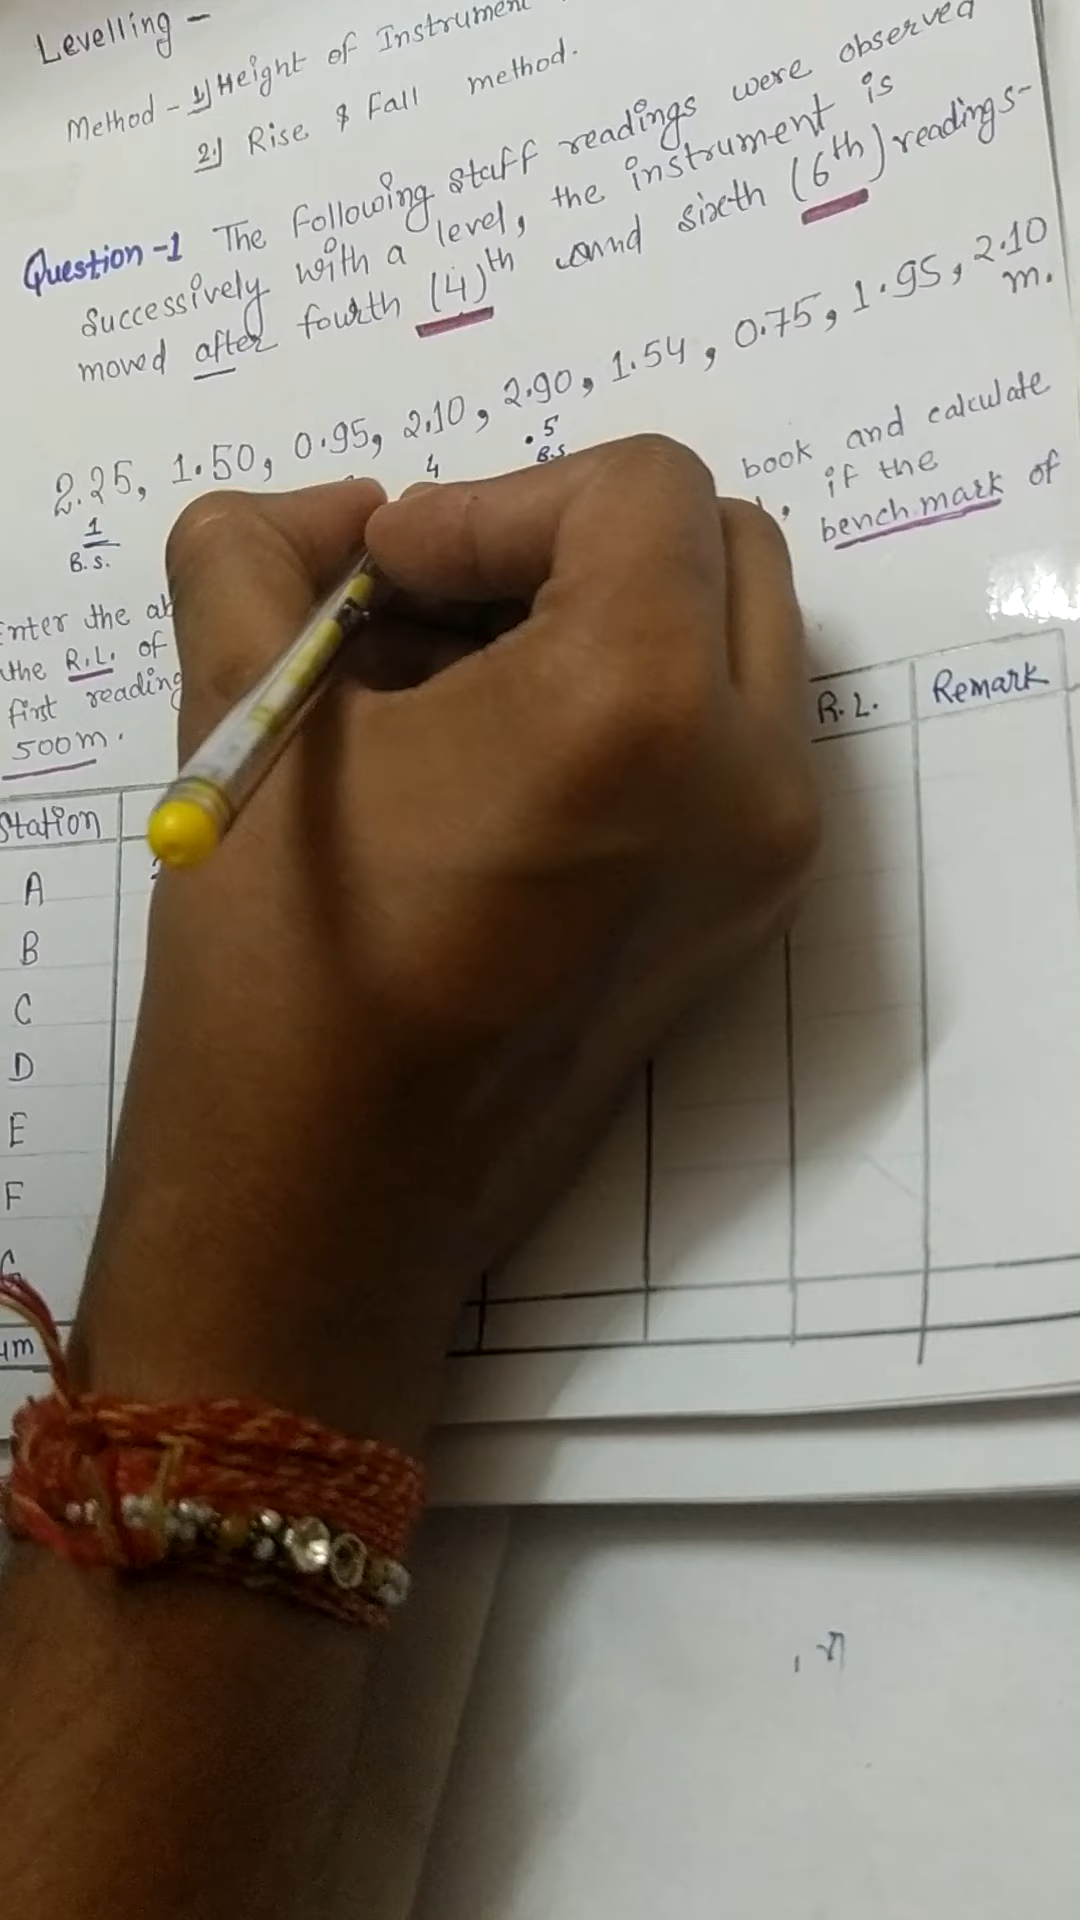 Levelling -
Method - 1) Height of Instrument
2) Rise & Fall method.
Question -1 The following staff readings were observed
successively with a level, the instrument is
moved after fourth (4)th and sixth (6th) readings-
2.25, 1.50, 0.95, 2.10, 2.90, 1.54, 0.75, 1.95, 2.10 m.
1 4 .5
B.S. B.S.
Enter the book and calculate
the R.L. of if the
first reading benchmark of
500m.
Station R.L. Remark
A
B
C
D
E
F
G